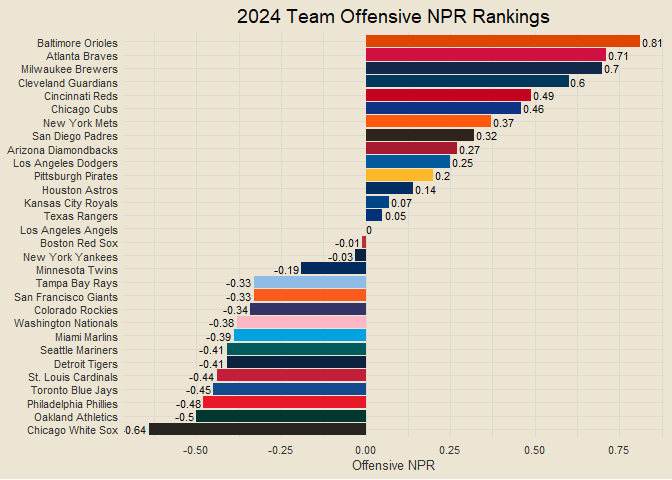 2024 Team Offensive NPR Rankings
Baltimore Orioles 0.81
Atlanta Braves 0.71
Milwaukee Brewers 0.7
Cleveland Guardians 0.6
Cincinnati Reds 0.49
Chicago Cubs 0.46
New York Mets 0.37
San Diego Padres 0.32
Arizona Diamondbacks 0.27
Los Angeles Dodgers 0.25
Pittsburgh Pirates 0.2
Houston Astros 0.14
Kansas City Royals 0.07
Texas Rangers 0.05
Los Angeles Angels 0
Boston Red Sox -0.01
New York Yankees -0.03
Minnesota Twins -0.19
Tampa Bay Rays -0.33
San Francisco Giants -0.33
Colorado Rockies -0.34
Washington Nationals -0.38
Miami Marlins -0.39
Seattle Mariners -0.41
Detroit Tigers -0.41
St. Louis Cardinals -0.44
Toronto Blue Jays -0.45
Philadelphia Phillies -0.48
Oakland Athletics -0.5
Chicago White Sox 0.64
-0.50 -0.25 0.00 0.25 0.50 0.75
Offensive NPR